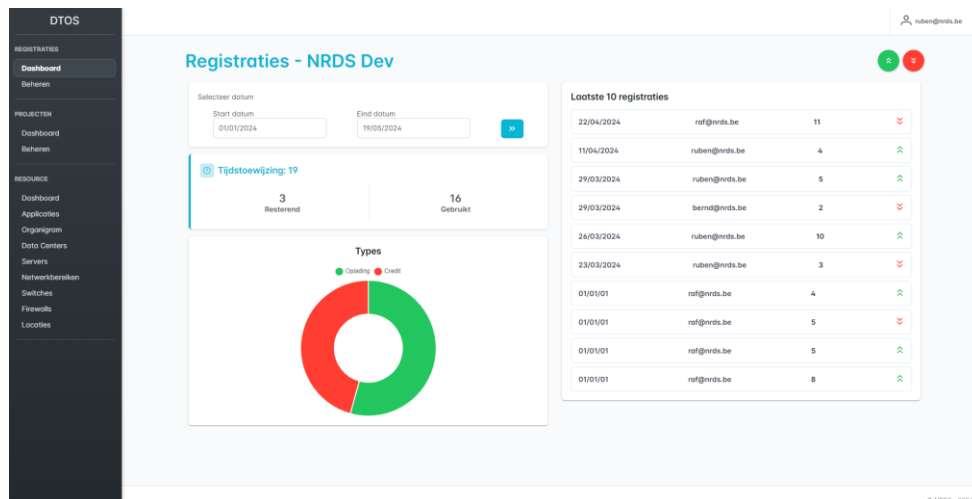 DTOS
ruben@nrds.be
REGISTRATIES
Dashboard
Beheren
PROJECTEN
Dashboard
Beheren
RESOURCE
Dashboard
Applicaties
Organigram
Data Centers
Servers
Netwerkbereiken
Switches
Firewalls
Locaties
Registraties - NRDS Dev
Selecteer datum
Start datum
01/01/2024
Eind datum
19/05/2024
Tijdstoewijzing: 19
3
Resterend
16
Gebruikt
Types
Oplading Credit
Laatste 10 registraties
22/04/2024 raf@nrds.be 11
11/04/2024 ruben@nrds.be 4
29/03/2024 ruben@nrds.be 5
29/03/2024 bernd@nrds.be 2
26/03/2024 ruben@nrds.be 10
23/03/2024 ruben@nrds.be 3
01/01/01 raf@nrds.be 4
01/01/01 raf@nrds.be 5
01/01/01 raf@nrds.be 5
01/01/01 raf@nrds.be 8